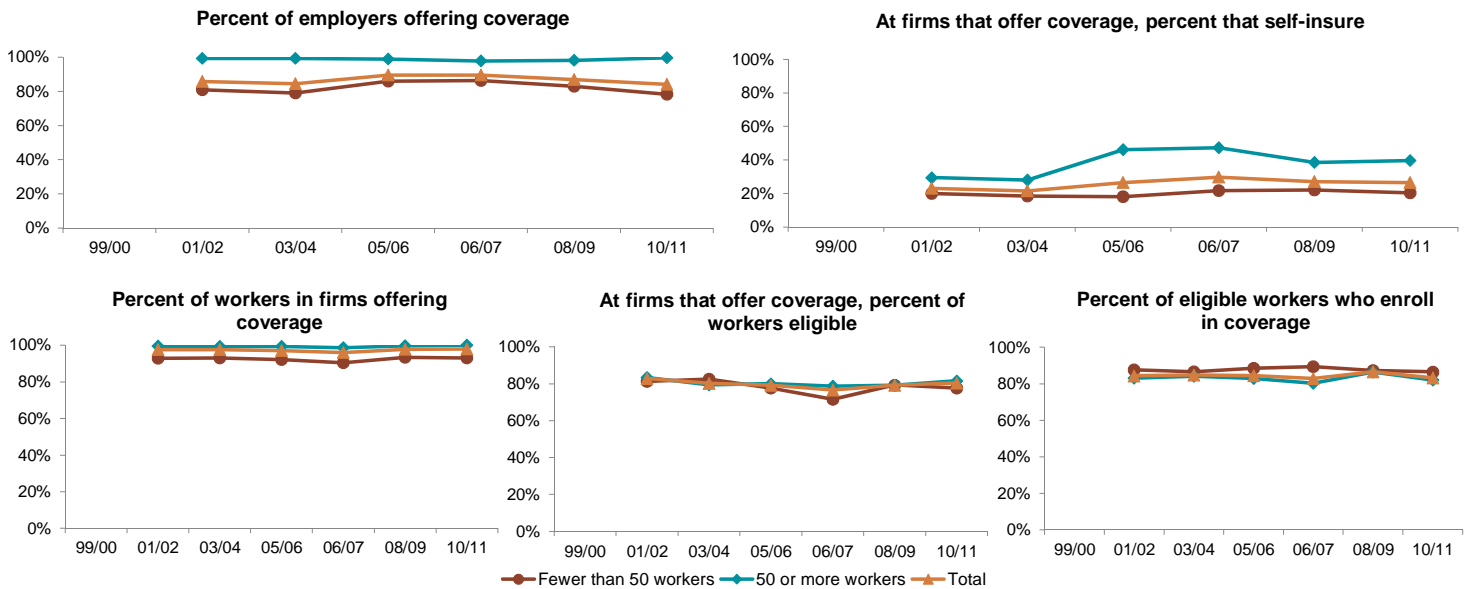 Percent of employers offering coverage
100%
80%
60%
40%
20%
0%
99/00 01/02 03/04 05/06 06/07 08/09 10/11
At firms that offer coverage, percent that self-insure
100%
80%
60%
40%
20%
0%
99/00 01/02 03/04 05/06 06/07 08/09 10/11
Percent of workers in firms offering
coverage
100%
80%
60%
40%
20%
0%
99/00 01/02 03/04 05/06 06/07 08/09 10/11
At firms that offer coverage, percent of
workers eligible
100%
80%
60%
40%
20%
0%
99/00 01/02 03/04 05/06 06/07 08/09 10/11
Percent of eligible workers who enroll
in coverage
100%
80%
60%
40%
20%
0%
99/00 01/02 03/04 05/06 06/07 08/09 10/11
Fewer than 50 workers 50 or more workers Total